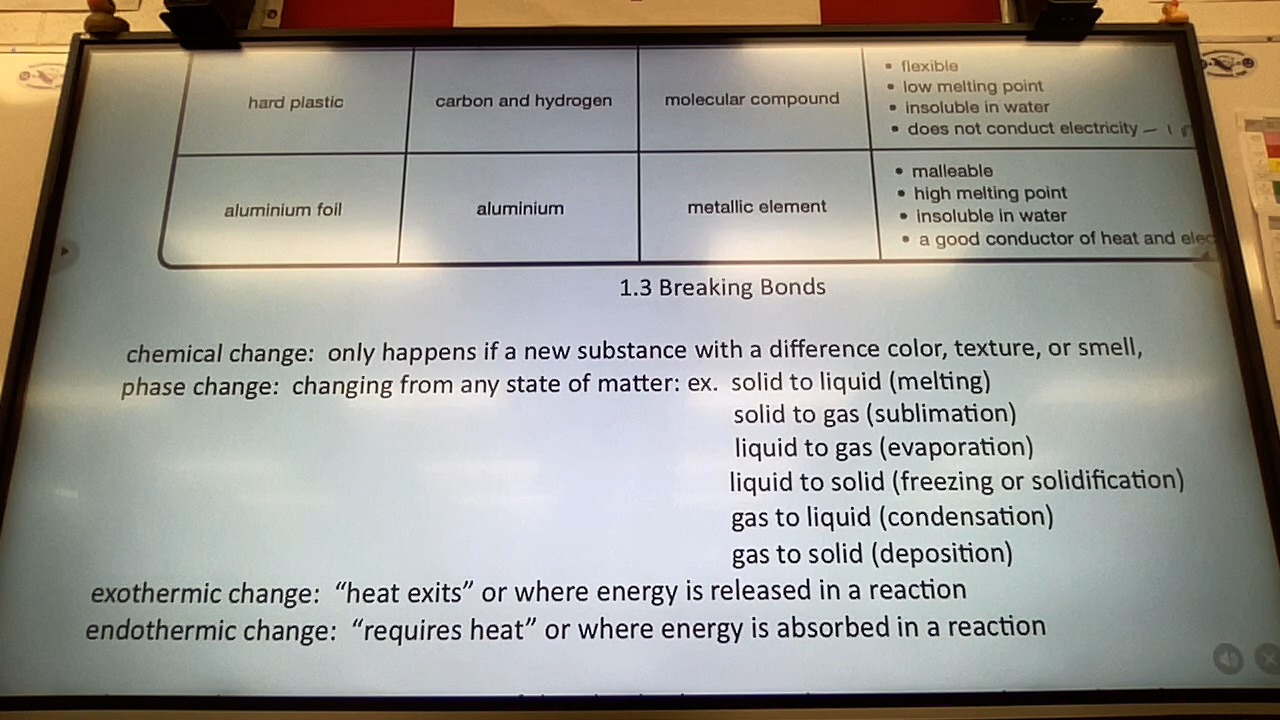 hard plastic
carbon and hydrogen
molecular compound
• flexible
• low melting point
• insoluble in water
• does not conduct electricity –
aluminium foil
aluminium
metallic element
• malleable
• high melting point
• insoluble in water
• a good conductor of heat and elec
1.3 Breaking Bonds
chemical change: only happens if a new substance with a difference color, texture, or smell,
phase change: changing from any state of matter: ex. solid to liquid (melting)
solid to gas (sublimation)
liquid to gas (evaporation)
liquid to solid (freezing or solidification)
gas to liquid (condensation)
gas to solid (deposition)
exothermic change: “heat exits” or where energy is released in a reaction
endothermic change: “requires heat” or where energy is absorbed in a reaction